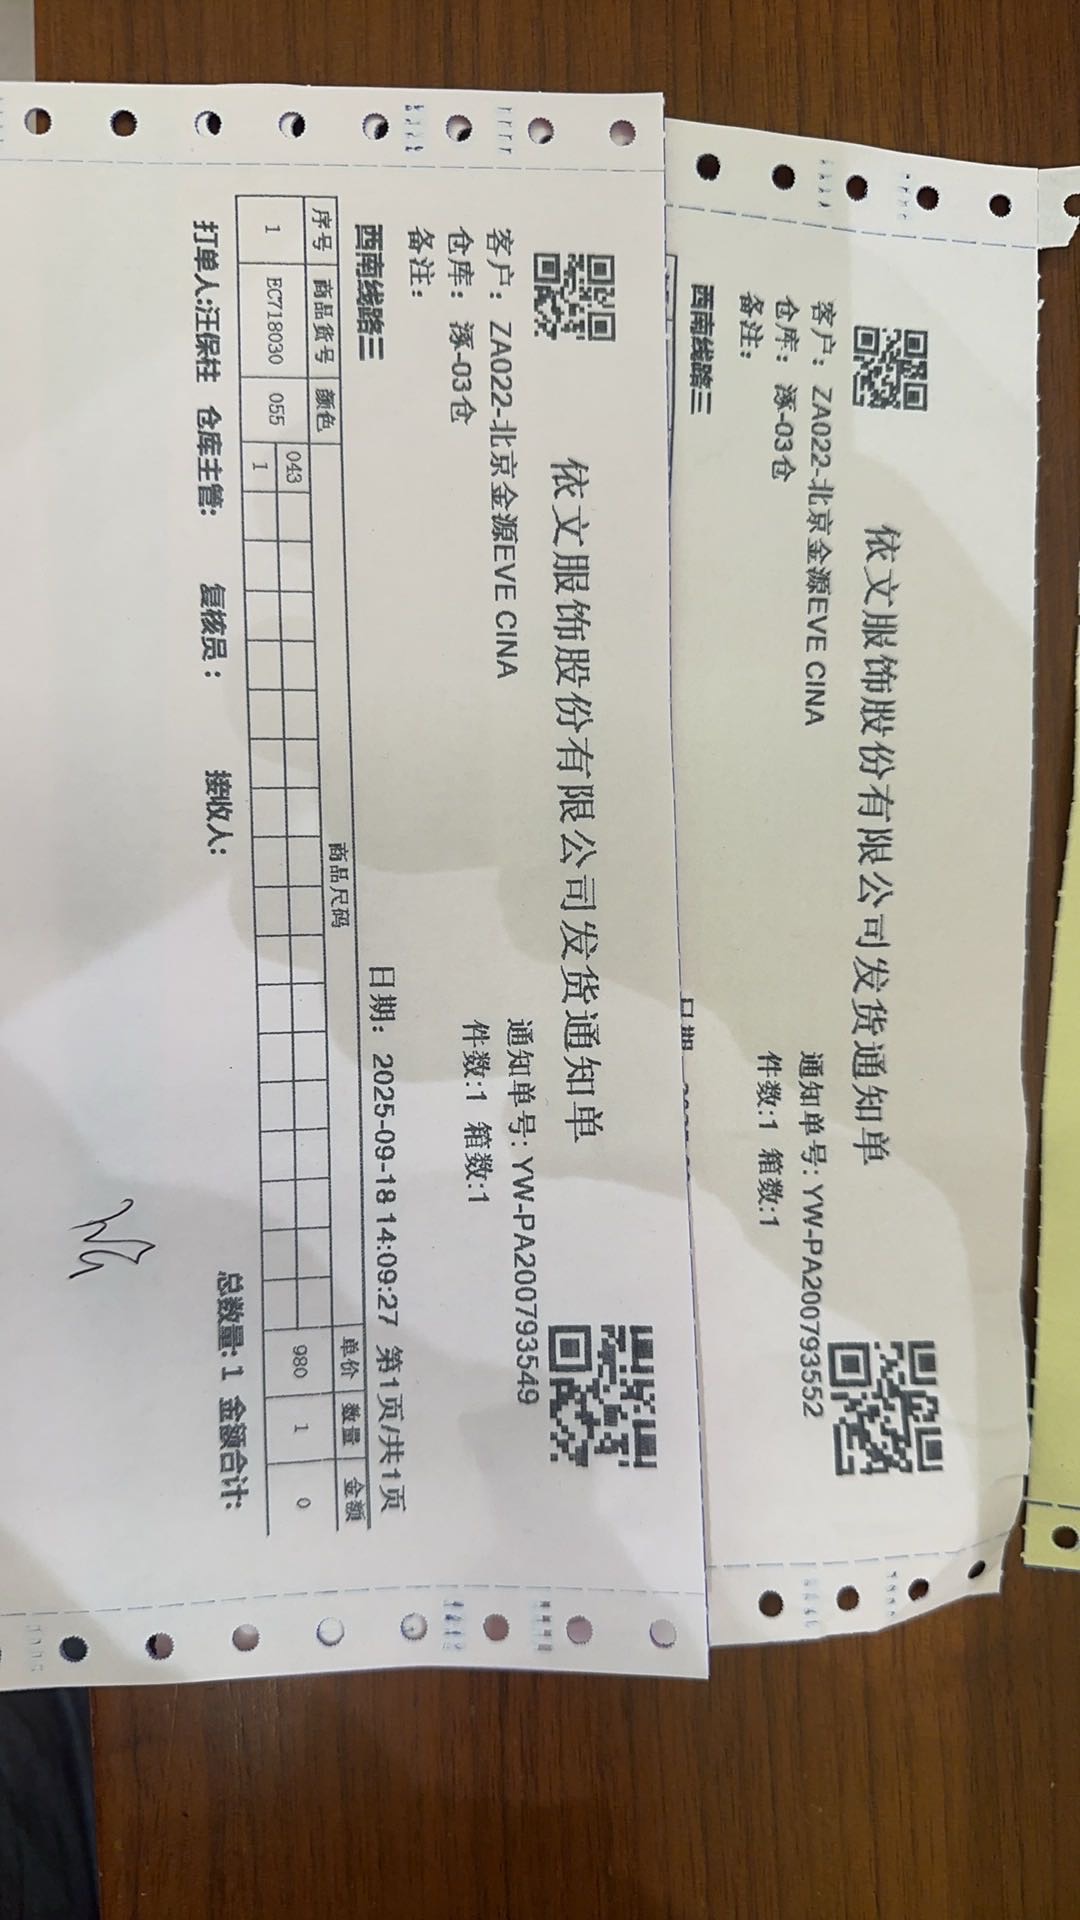 依文服饰股份有限公司发货通知单
客户：ZA022-北京金源EVE CINA
通知单号：YW-PA200793552
仓库：涿-03仓
件数:1 箱数:1
备注：
西南线路三
依文服饰股份有限公司发货通知单
客户：ZA022-北京金源EVE CINA
通知单号：YW-PA200793549
仓库：涿-03仓
件数:1 箱数:1
备注：
西南线路三 日期：2025-09-18 14:09:27 第1页/共1页
序号 商品货号 颜色 商品尺码 单价 数量 金额
043
1 EC718030 055 1 980 1 0
打单人:汪保柱 仓库主管: 复核员: 接收人: 总数量: 1 金额合计: